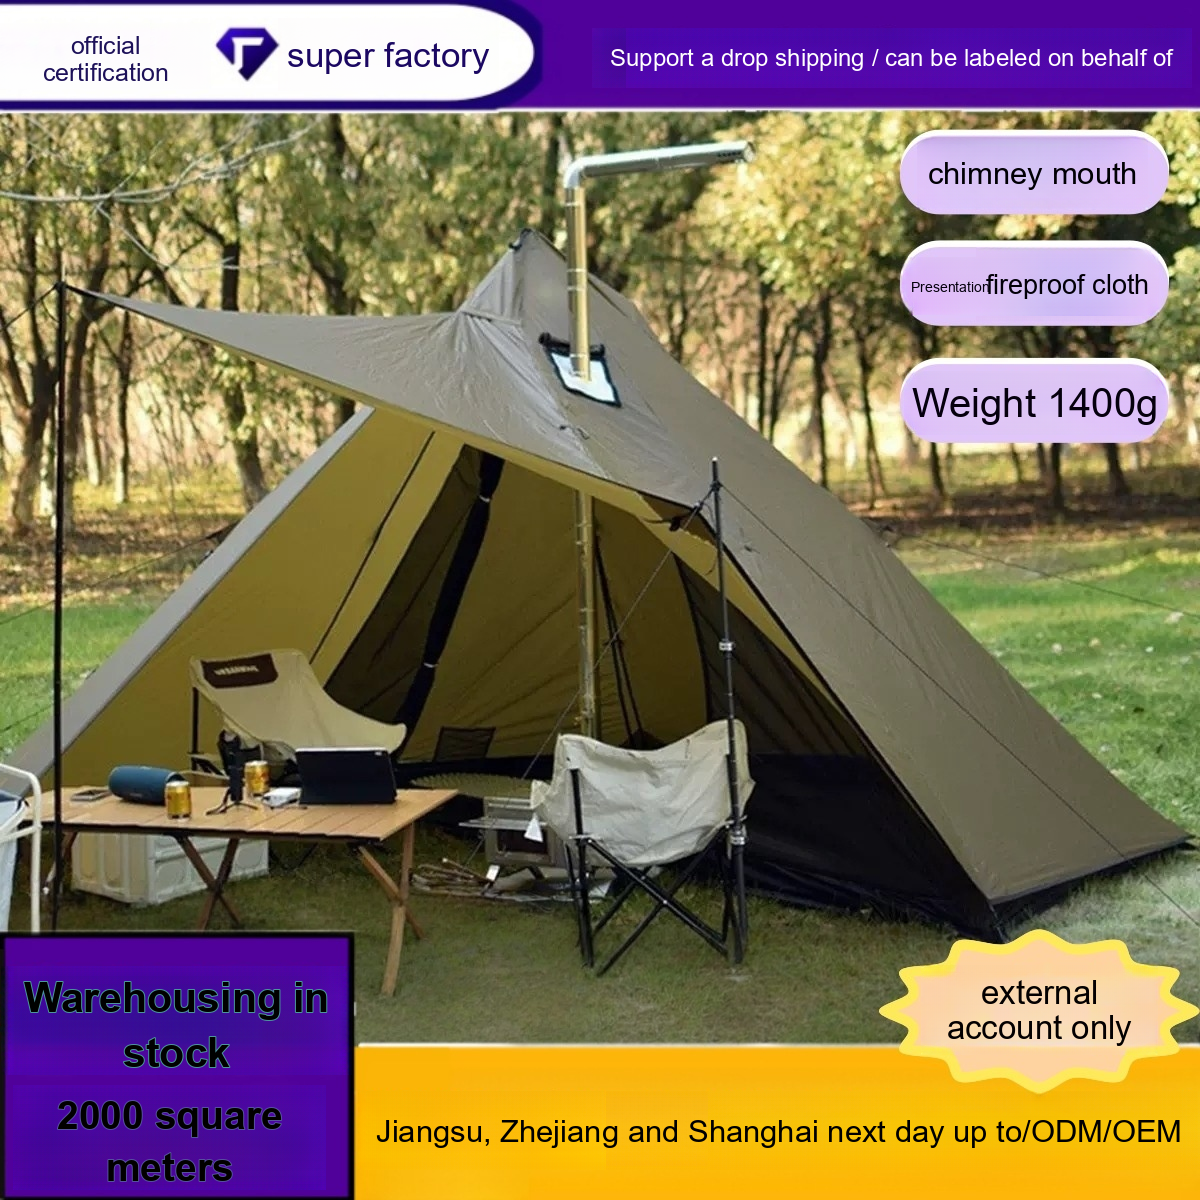 official
certification
super factory
Support a drop shipping / can be labeled on behalf of
chimney mouth
Presentation fireproof cloth
Weight 1400g
Warehousing in
stock
2000 square
meters
external
account only
Jiangsu, Zhejiang and Shanghai next day up to/ODM/OEM